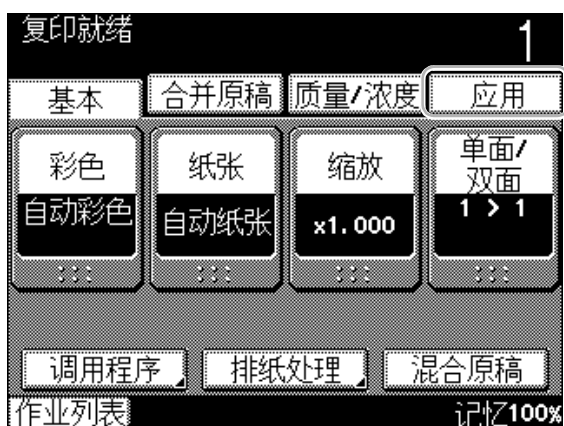 复印就绪
1
基本 合并原稿 质量/浓度 应用
彩色 纸张 缩放 单面/双面
自动彩色 自动纸张 x1.000 1 > 1
调用程序 排纸处理 混合原稿
作业列表 记忆100%